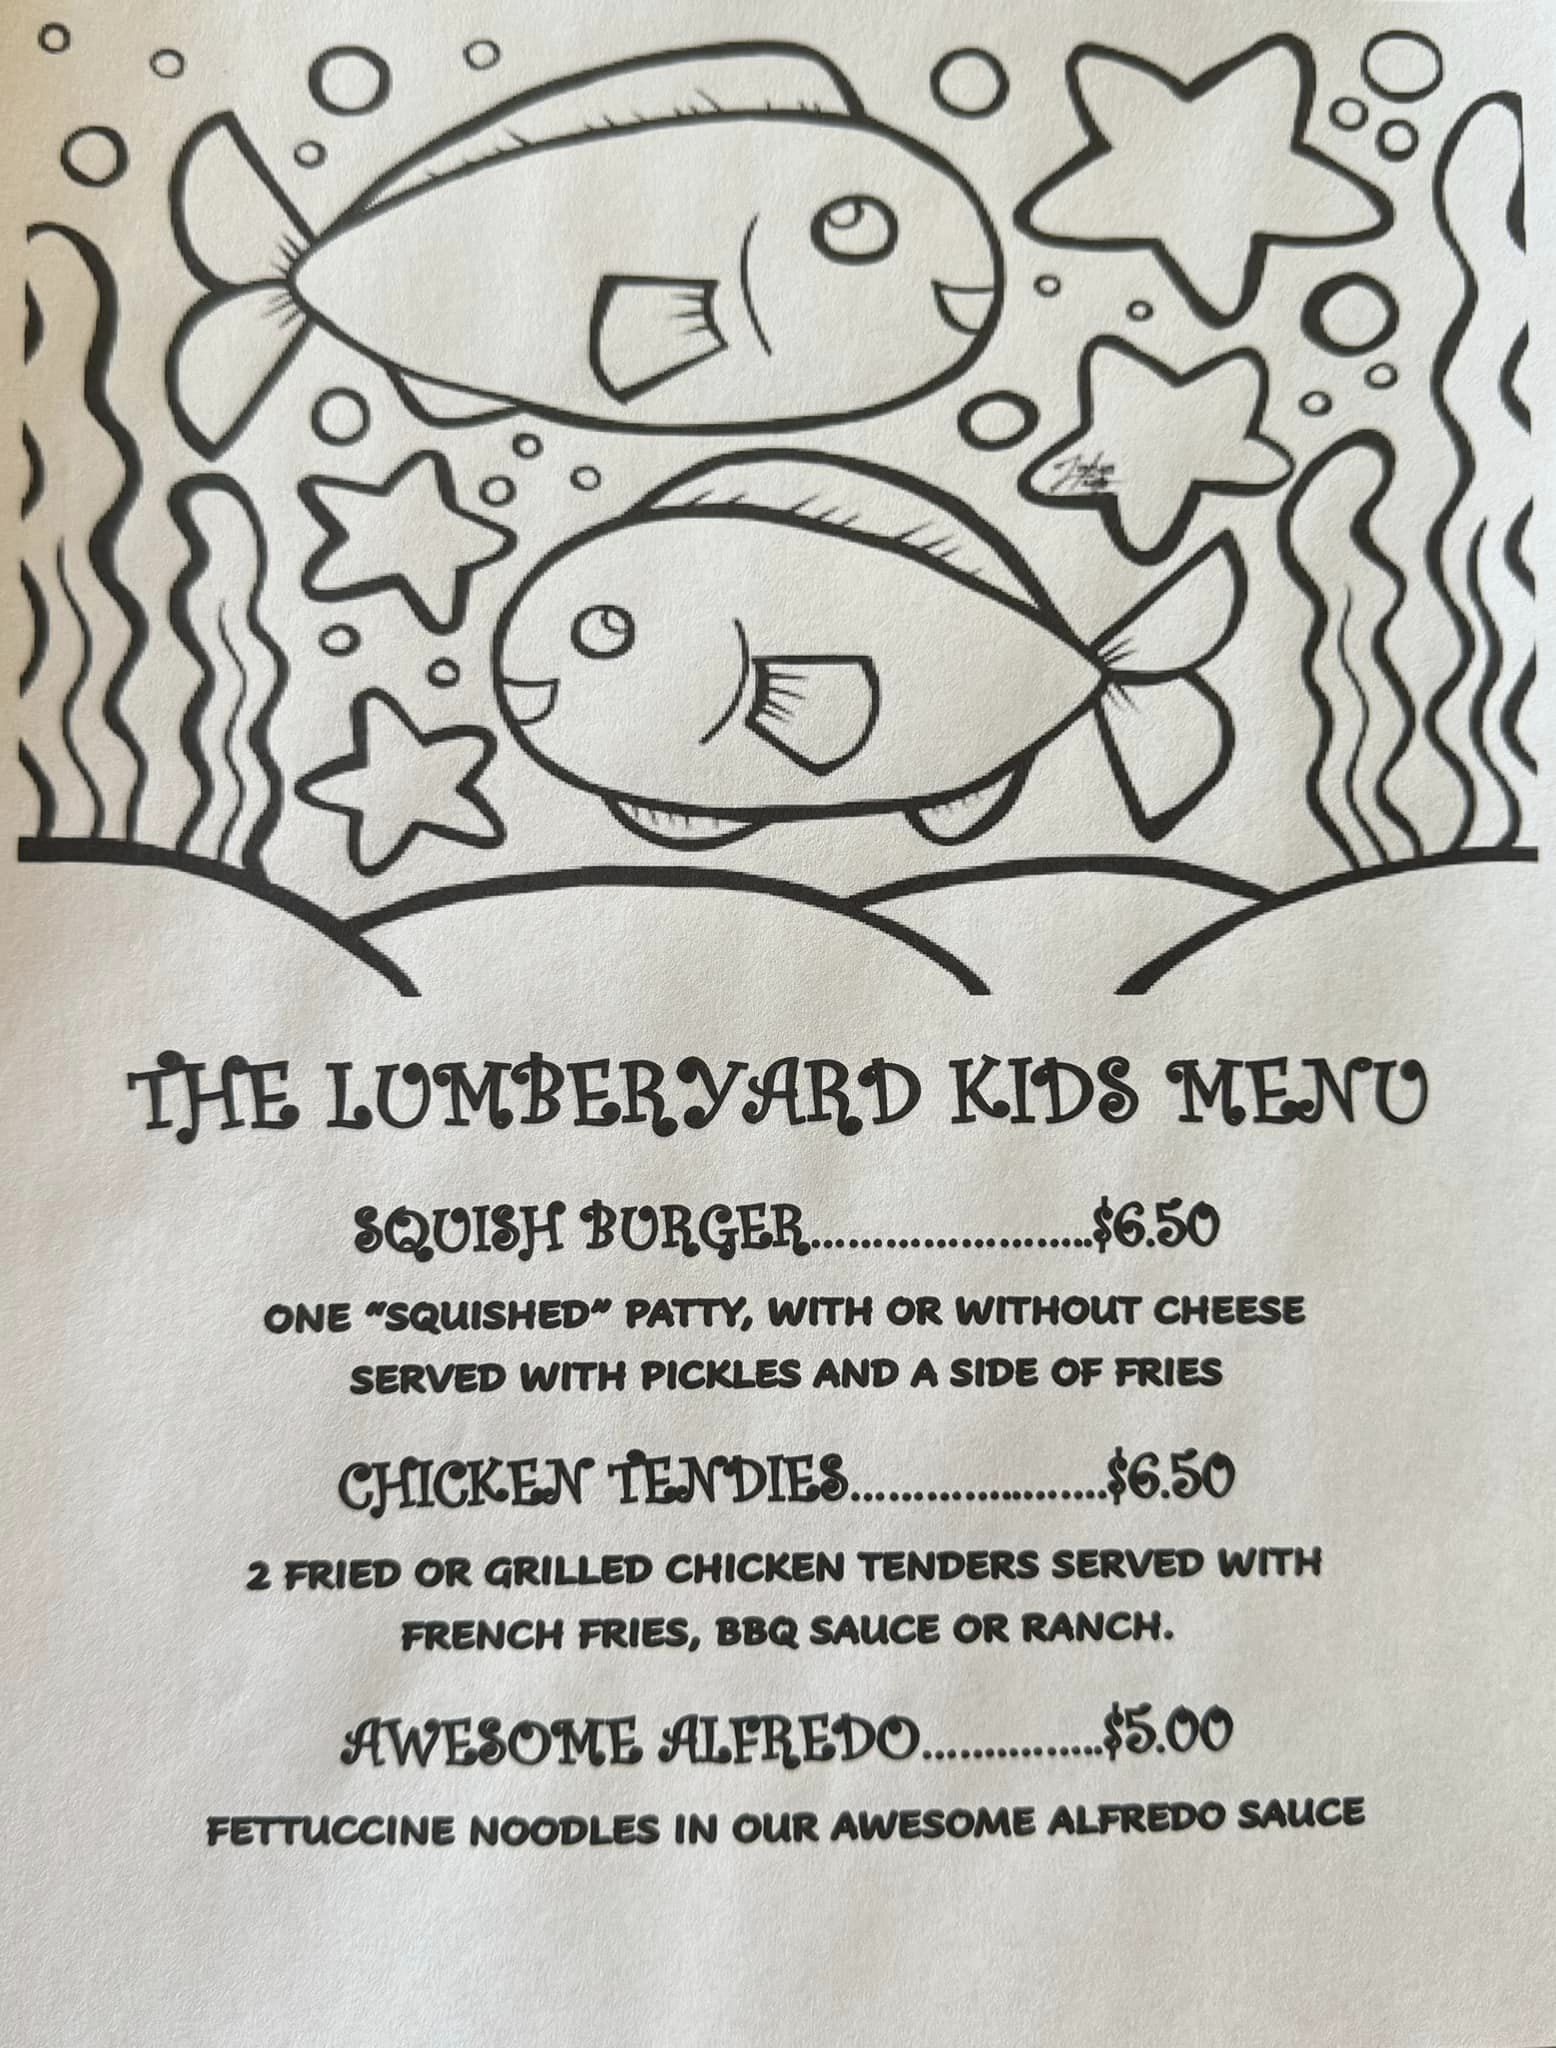 THE LUMBERYARD KIDS MENU
SQUISH BURGER........................$6.50
ONE "SQUISHED" PATTY, WITH OR WITHOUT CHEESE
SERVED WITH PICKLES AND A SIDE OF FRIES
CHICKEN TENDIES......................$6.50
2 FRIED OR GRILLED CHICKEN TENDERS SERVED WITH
FRENCH FRIES, BBQ SAUCE OR RANCH.
AWESOME ALFREDO...............$5.00
FETTUCCINE NOODLES IN OUR AWESOME ALFREDO SAUCE